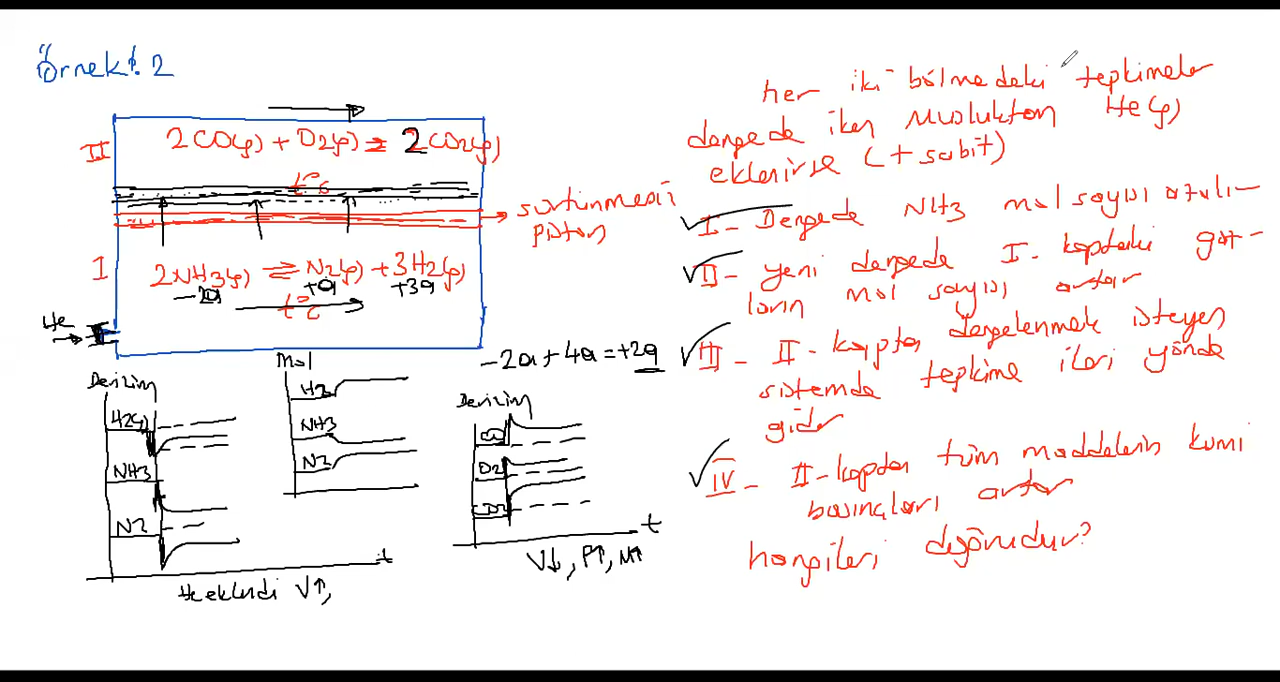 Örnek: 2
II
2CO(g) + O2(g) ⇌ 2CO2(g)
t°C
sürtünmesiz
piston
I
2NH3(g) ⇌ N2(g) + 3H2(g)
-2a +a +3a
t°C
He
-2a + 4a = +2a
her iki bölmedeki tepkimeler
dengede iken musluktan He(g)
eklenirse (t sabit)
I- Dengede NH3 mol sayısı azalı-
II- yeni dengede I. kaptaki gaz-
ların mol sayısı artar
III- II- kapta dengelenmek isteyen
sistemde tepkime ileri yönde
gider
IV- II- kapta tüm maddelerin kısmi
basınçları artar
hangileri doğrudur?
Derişim
H2(g)
NH3
N2
t
He eklendi V↑,
Mol
H2
NH3
N2
Derişim
CO
O2
t
V↓, P↑, M↑